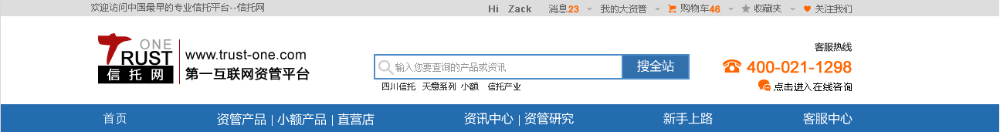 欢迎访问中国最早的专业信托平台--信托网
Hi Zack 消息23 我的大资管 购物车46 收藏夹 关注我们
TRUST ONE
信托网
www.trust-one.com
第一互联网资管平台
输入您要查询的产品或资讯 搜全站
四川信托 天意系列 小额 信托产业
客服热线
400-021-1298
点击进入在线咨询
首页 资管产品 | 小额产品 | 直营店 资讯中心 | 资管研究 新手上路 客服中心